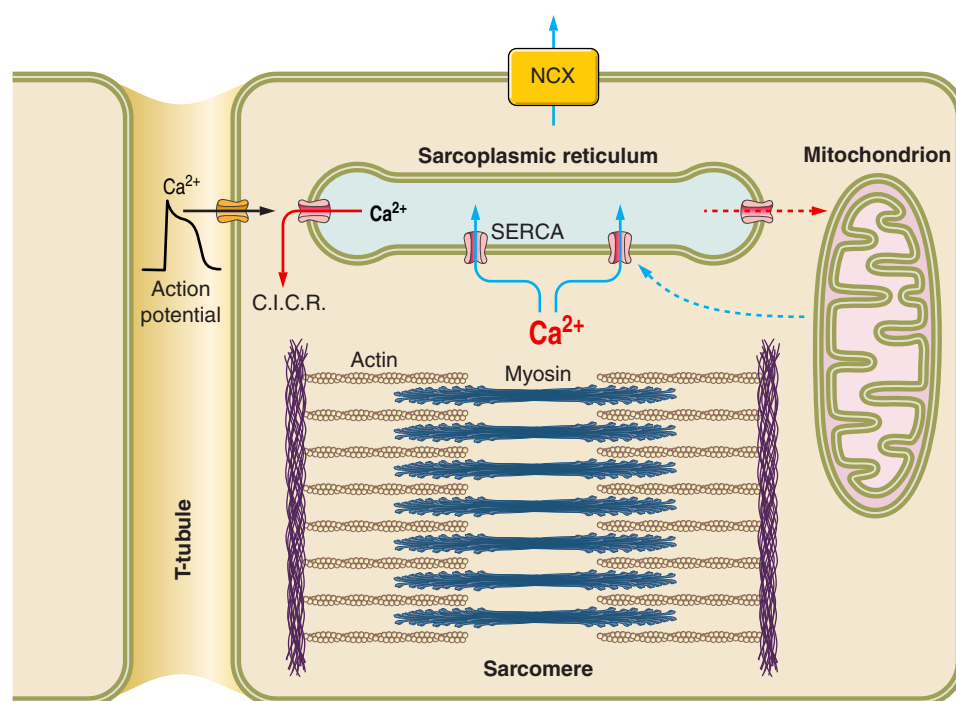 NCX
Sarcoplasmic reticulum
Mitochondrion
Ca²⁺
Ca²⁺
SERCA
Action
potential
C.I.C.R.
Ca²⁺
Actin
Myosin
T-tubule
Sarcomere